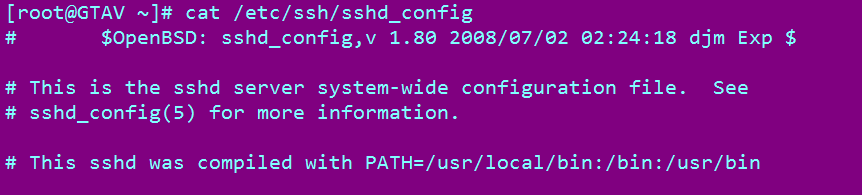 [root@GTAV ~]# cat /etc/ssh/sshd_config
#       $OpenBSD: sshd_config,v 1.80 2008/07/02 02:24:18 djm Exp $
# This is the sshd server system-wide configuration file.  See
# sshd_config(5) for more information.
# This sshd was compiled with PATH=/usr/local/bin:/bin:/usr/bin